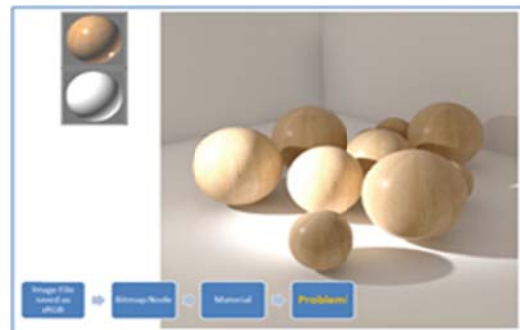 Image File
saved as
sRGB
Bitmap Node
Material
Problem!